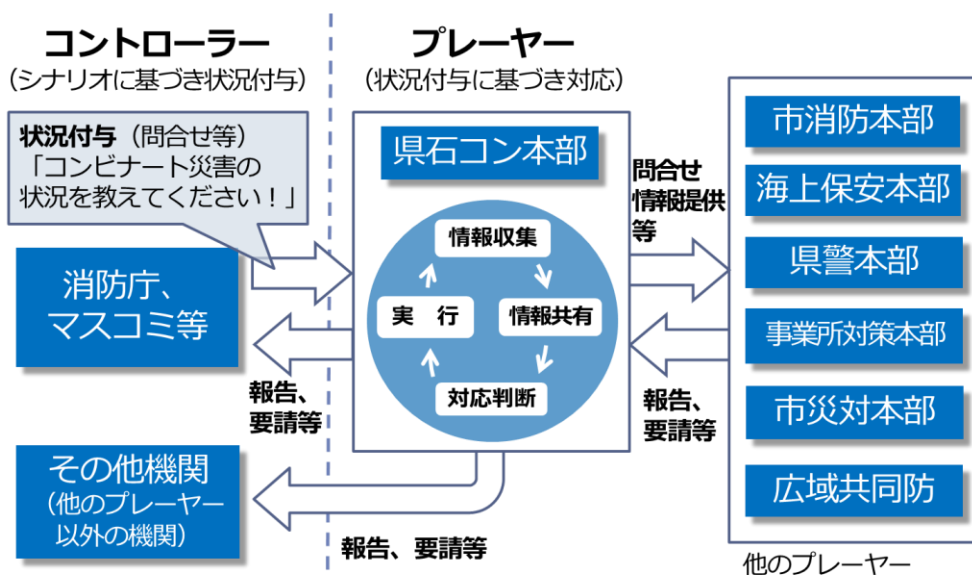 コントローラー
（シナリオに基づき状況付与）
状況付与（問合せ等）
「コンビナート災害の
状況を教えてください！」
消防庁、
マスコミ等
報告、
要請等
その他機関
（他のプレーヤー
以外の機関）
報告、要請等
プレーヤー
（状況付与に基づき対応）
県石コン本部
情報収集
情報共有
対応判断
実　行
問合せ
情報提供
等
報告、
要請等
市消防本部
海上保安本部
県警本部
事業所対策本部
市災対本部
広域共同防
他のプレーヤー